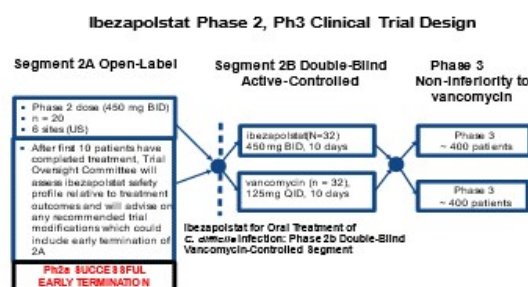 Ibezapolstat Phase 2, Ph3 Clinical Trial Design
Segment 2A Open-Label
Segment 2B Double-Blind
Active-Controlled
Phase 3
Non-inferiority to
vancomycin
• Phase 2 dose (450 mg BID)
• n = 20
• 6 sites (US)
• After first 10 patients have
completed treatment, Trial
Oversight Committee will
assess ibezapolstat safety
profile relative to treatment
outcomes and will advise on
any recommended trial
modifications which could
include early termination of
2A
Ph2a SUCCESSFUL
EARLY TERMINATION
ibezapolstat(N=32)
450mg BID, 10 days
vancomycin (n = 32),
125mg QID, 10 days
Ibezapolstat for Oral Treatment of
C. difficile Infection: Phase 2b Double-Blind
Vancomycin-Controlled Segment
Phase 3
~ 400 patients
Phase 3
~ 400 patients